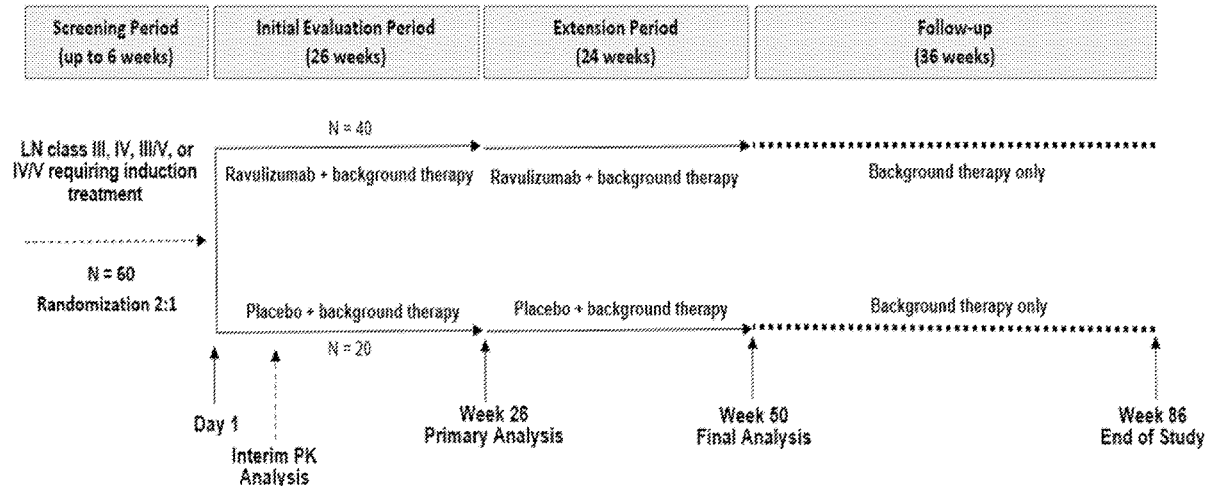 Screening Period
(up to 6 weeks)
Initial Evaluation Period
(26 weeks)
Extension Period
(24 weeks)
Follow-up
(36 weeks)
LN class III, IV, III/V, or
IV/V requiring induction
treatment
N = 60
Randomization 2:1
N = 40
Ravulizumab + background therapy
Ravulizumab + background therapy
Background therapy only
Placebo + background therapy
N = 20
Placebo + background therapy
Background therapy only
Day 1
Interim PK
Analysis
Week 26
Primary Analysis
Week 50
Final Analysis
Week 86
End of Study